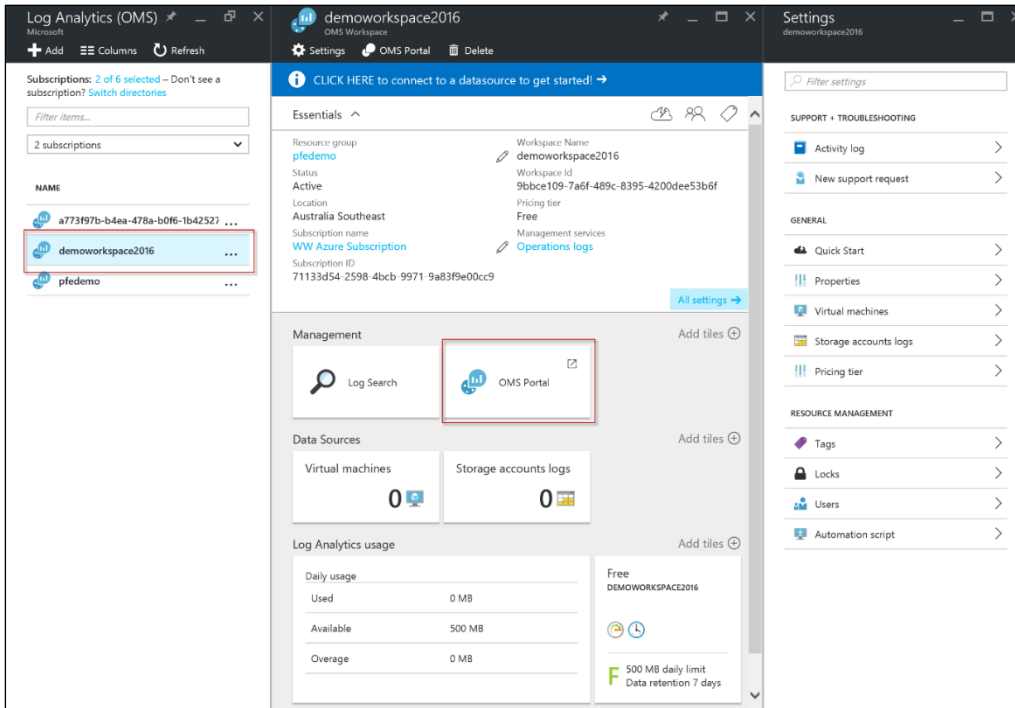 Log Analytics (OMS)
Microsoft
Add Columns Refresh
Subscriptions: 2 of 6 selected – Don't see a
subscription? Switch directories
Filter items...
2 subscriptions
NAME
a773f97b-b4ea-478a-b0f6-1b42527 ...
demoworkspace2016 ...
pfedemo ...
demoworkspace2016
OMS Workspace
Settings OMS Portal Delete
CLICK HERE to connect to a datasource to get started! →
Essentials
Resource group
pfedemo
Status
Active
Location
Australia Southeast
Subscription name
WW Azure Subscription
Subscription ID
71133d54-2598-4bcb-9971-9a83f9e00cc9
Workspace Name
demoworkspace2016
Workspace Id
9bbce109-7a6f-489c-8395-4200dee53b6f
Pricing tier
Free
Management services
Operations logs
All settings →
Management Add tiles
Log Search
OMS Portal
Data Sources Add tiles
Virtual machines
0
Storage accounts logs
0
Log Analytics usage Add tiles
Daily usage
Used 0 MB
Available 500 MB
Overage 0 MB
Free
DEMOWORKSPACE2016
F
500 MB daily limit
Data retention 7 days
Settings
demoworkspace2016
Filter settings
SUPPORT + TROUBLESHOOTING
Activity log
New support request
GENERAL
Quick Start
Properties
Virtual machines
Storage accounts logs
Pricing tier
RESOURCE MANAGEMENT
Tags
Locks
Users
Automation script